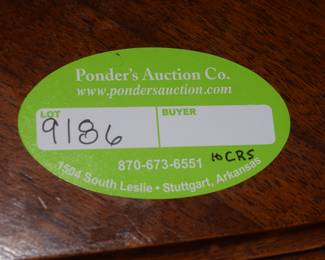 Ponder's Auction Co.
www.pondersauction.com
LOT BUYER
9186
870-673-6551 10 CRS
1504 South Leslie • Stuttgart, Arkansas